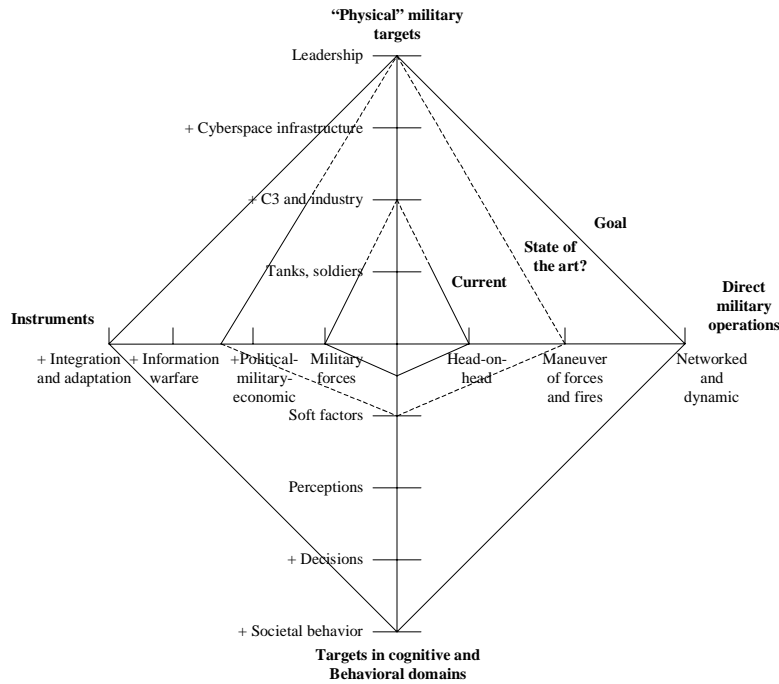 “Physical” military
targets
Leadership
+ Cyberspace infrastructure
+ C3 and industry
Goal
State of
the art?
Tanks, soldiers
Current
Direct
military
operations
Instruments
+ Integration
and adaptation
+ Information
warfare
+Political-
military-
economic
Military
forces
Head-on-
head
Maneuver
of forces
and fires
Networked
and
dynamic
Soft factors
Perceptions
+ Decisions
+ Societal behavior
Targets in cognitive and
Behavioral domains